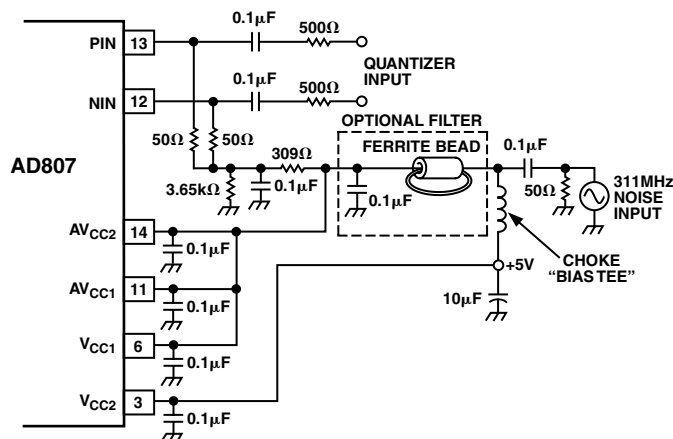 0.1μF
500Ω
PIN
13
QUANTIZER
INPUT
0.1μF
500Ω
NIN
12
OPTIONAL FILTER
50Ω
50Ω
FERRITE BEAD
0.1μF
AD807
309Ω
3.65kΩ
0.1μF
0.1μF
50Ω
311MHz
NOISE
INPUT
AVCC2
14
0.1μF
CHOKE
“BIAS TEE”
+5V
AVCC1
11
0.1μF
10μF
VCC1
6
0.1μF
VCC2
3
0.1μF